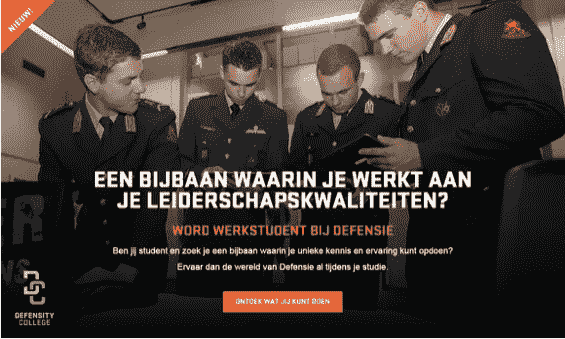 NIEUW!
EEN BIJBAAN WAARIN JE WERKT AAN
JE LEIDERSCHAPSKWALITEITEN?
WORD WERKSTUDENT BIJ DEFENSIE
Ben jij student en zoek je een bijbaan waarin je unieke kennis en ervaring kunt opdoen?
Ervaar dan de wereld van Defensie al tijdens je studie.
ONTDEK WAT JIJ KUNT DOEN
DEFENSITY
COLLEGE